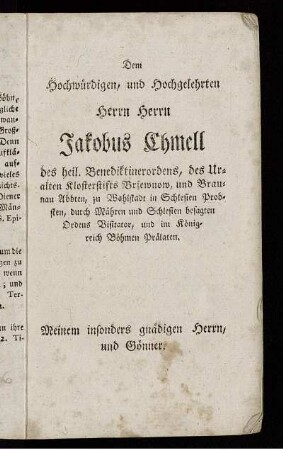 Dem
Hochwürdigen, und Hochgelehrten
Herrn Herrn
Jakobus Chmell
des heil. Benediktinerordens, des Ur-
alten Klosterstifts Brzewnow, und Brau-
nau Abbten, zu Wahlstadt in Schlesien Prob-
sten, durch Mähren und Schlesien besagten
Ordens Visitator, und im König-
reich Böhmen Prälaten.
Meinem insonders gnädigen Herrn,
und Gönner.